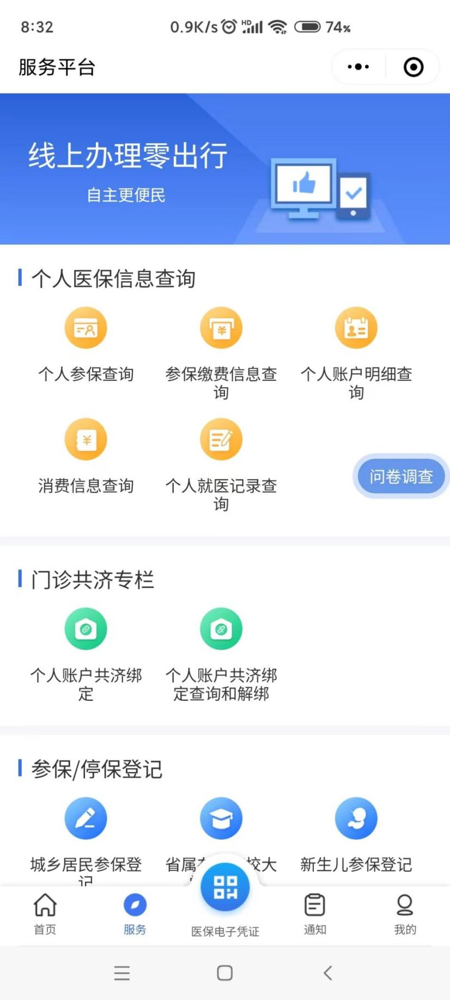 8:32
0.9K/s HD 74%
服务平台
线上办理零出行
自主更便民
个人医保信息查询
个人参保查询
参保缴费信息查
询
个人账户明细查
询
消费信息查询
个人就医记录查
询
问卷调查
门诊共济专栏
个人账户共济绑
定
个人账户共济绑
定查询和解绑
参保/停保登记
城乡居民参保登
记
省属
校大
新生儿参保登记
首页
服务
医保电子凭证
通知
我的